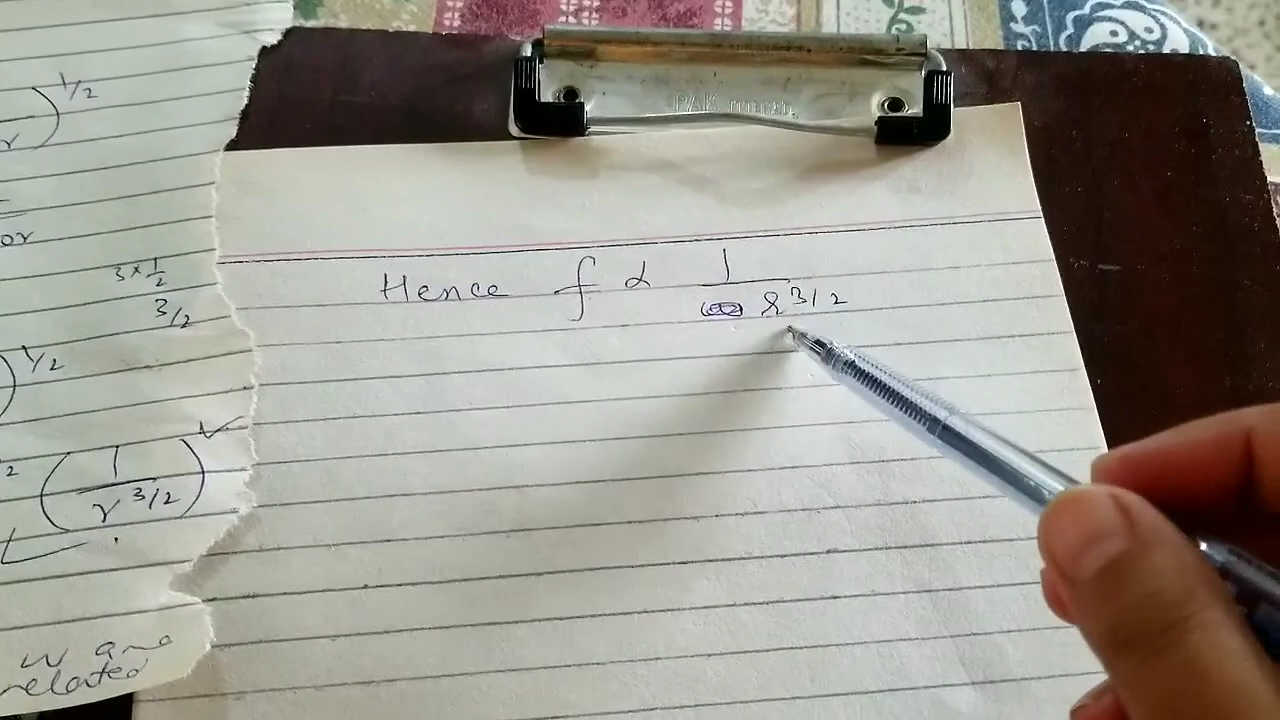 )^1/2
r
or
3 × 1/2
3/2
)^1/2
2 ( 1 / r^3/2 )
w are
related
PAK
Hence f α 1 / r^3/2